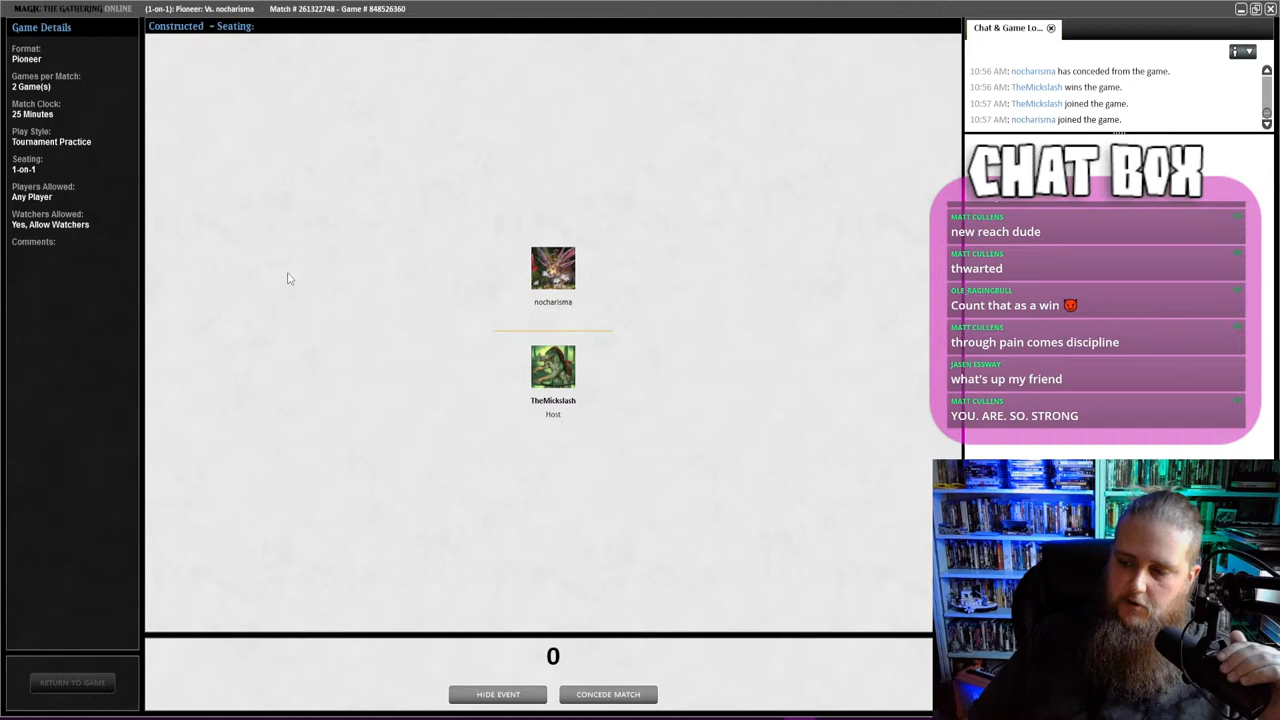 MAGIC THE GATHERING ONLINE
(1-on-1): Pioneer: Vs. nocharisma Match # 261322748 - Game # 848526360
Game Details
Format:
Pioneer
Games per Match:
2 Game(s)
Match Clock:
25 Minutes
Play Style:
Tournament Practice
Seating:
1-on-1
Players Allowed:
Any Player
Watchers Allowed:
Yes, Allow Watchers
Comments:
RETURN TO GAME
Constructed - Seating:
nocharisma
TheMickslash
Host
0
HIDE EVENT
CONCEDE MATCH
Chat & Game Lo...
10:56 AM: nocharisma has conceded from the game.
10:56 AM: TheMickslash wins the game.
10:57 AM: TheMickslash joined the game.
10:57 AM: nocharisma joined the game.
CHAT BOX
MATT CULLENS
new reach dude
MATT CULLENS
thwarted
OLE_RAGINGBULL
Count that as a win 😈
MATT CULLENS
through pain comes discipline
JASEN ESSWAY
what's up my friend
MATT CULLENS
YOU. ARE. SO. STRONG